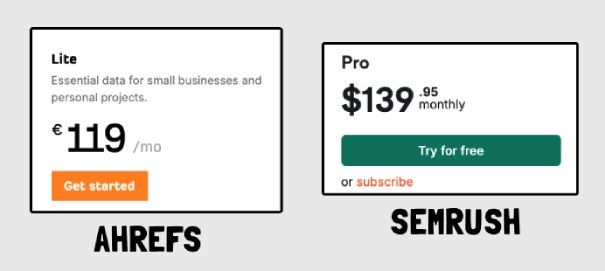 Lite
Essential data for small businesses and
personal projects.
€119 /mo
Get started
AHREFS
Pro
$139.95
monthly
Try for free
or subscribe
SEMRUSH